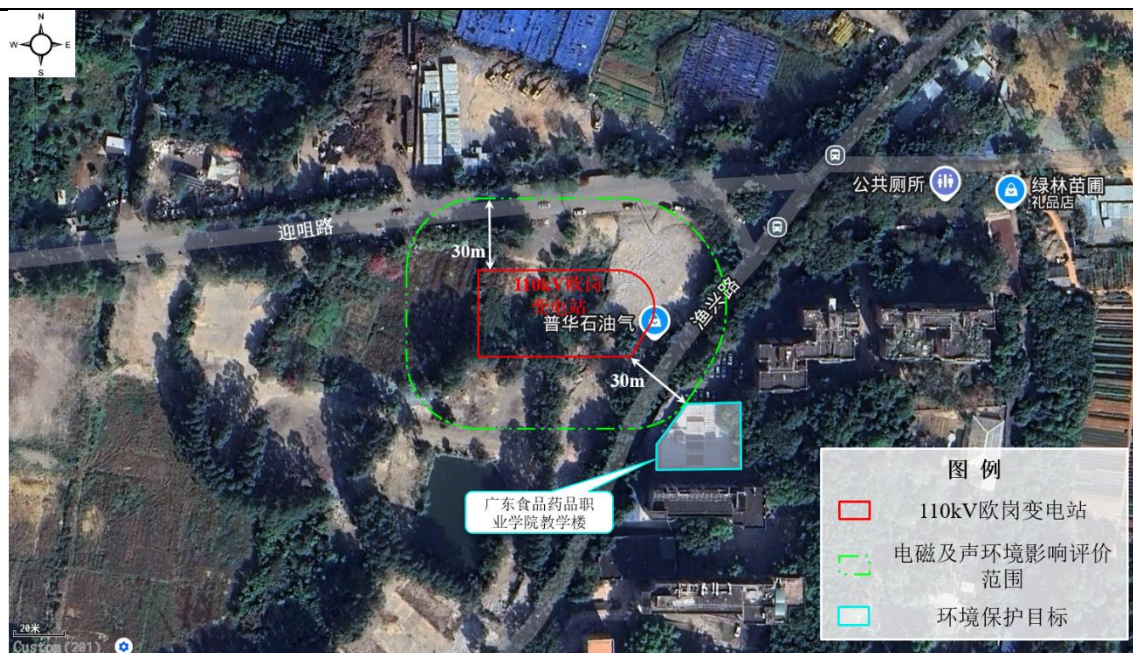 N
W E
S
公共厕所
绿林苗圃
礼品店
迎咀路
30m
110kV欧岗
变电站
普华石油气
渔兴路
30m
广东食品药品职
业学院教学楼
图 例
110kV欧岗变电站
电磁及声环境影响评价
范围
环境保护目标
20米
Custom(201)